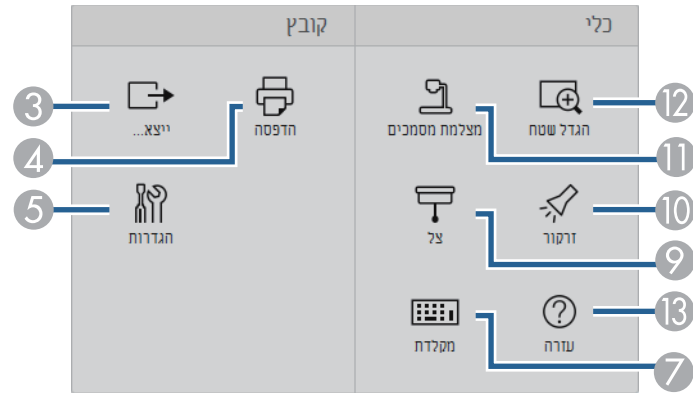 כלי
קובץ
הגדל שטח
מצלמת מסמכים
הדפסה
ייצא...
זרקור
צל
הגדרות
עזרה
מקלדת
3
4
5
12
11
10
9
13
7